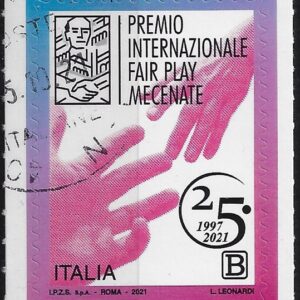 PREMIO
INTERNAZIONALE
FAIR PLAY
MECENATE
25°
1997
2021
ITALIA
B
I.P.Z.S. S.p.A. - ROMA - 2021
L. LEONARDI